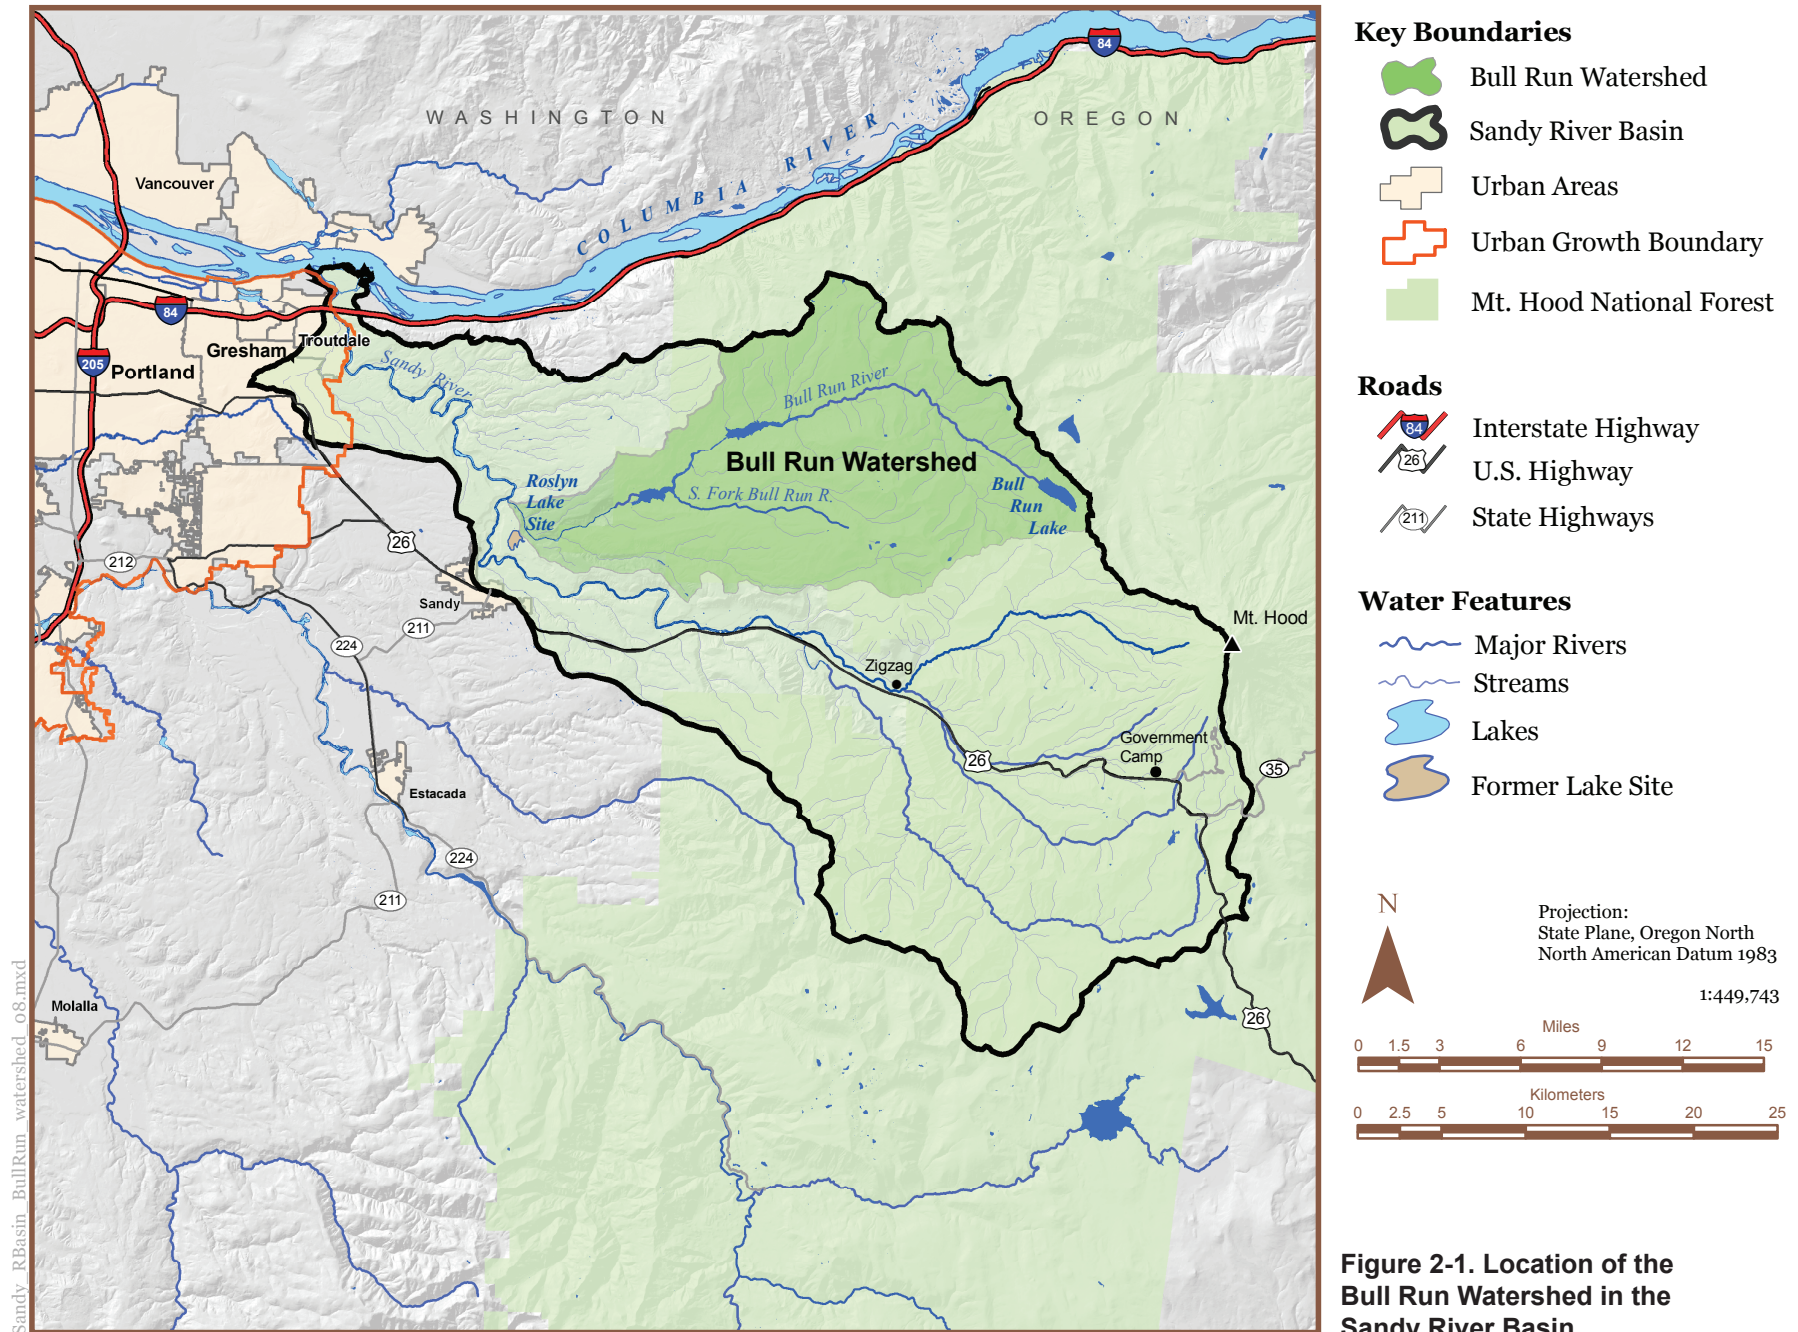 WASHINGTON
OREGON
COLUMBIA RIVER
84
Vancouver
84
205
Portland
Gresham
Troutdale
Sandy River
Bull Run River
Bull Run Watershed
S. Fork Bull Run R.
Bull
Run
Lake
Roslyn
Lake
Site
26
212
Sandy
211
224
Mt. Hood
Zigzag
Government
Camp
26
35
Estacada
224
211
Molalla
26
Sandy_RBasin_BullRun_watershed_08.mxd
Key Boundaries
Bull Run Watershed
Sandy River Basin
Urban Areas
Urban Growth Boundary
Mt. Hood National Forest
Roads
84 Interstate Highway
26 U.S. Highway
211 State Highways
Water Features
Major Rivers
Streams
Lakes
Former Lake Site
N
Projection:
State Plane, Oregon North
North American Datum 1983
1:449,743
Miles
0 1.5 3 6 9 12 15
Kilometers
0 2.5 5 10 15 20 25
Figure 2-1. Location of the
Bull Run Watershed in the
Sandy River Basin